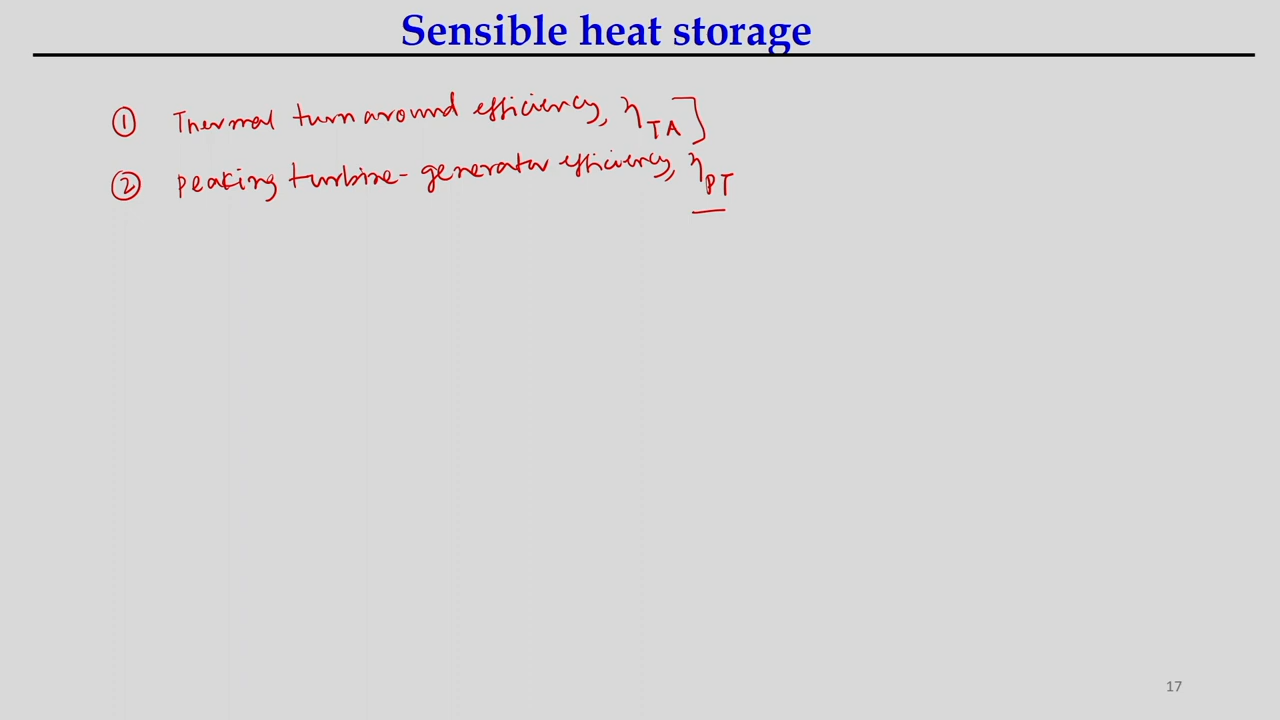 Sensible heat storage
① Thermal turnaround efficiency, η_TA]
② Peaking turbine-generator efficiency, η_PT
17